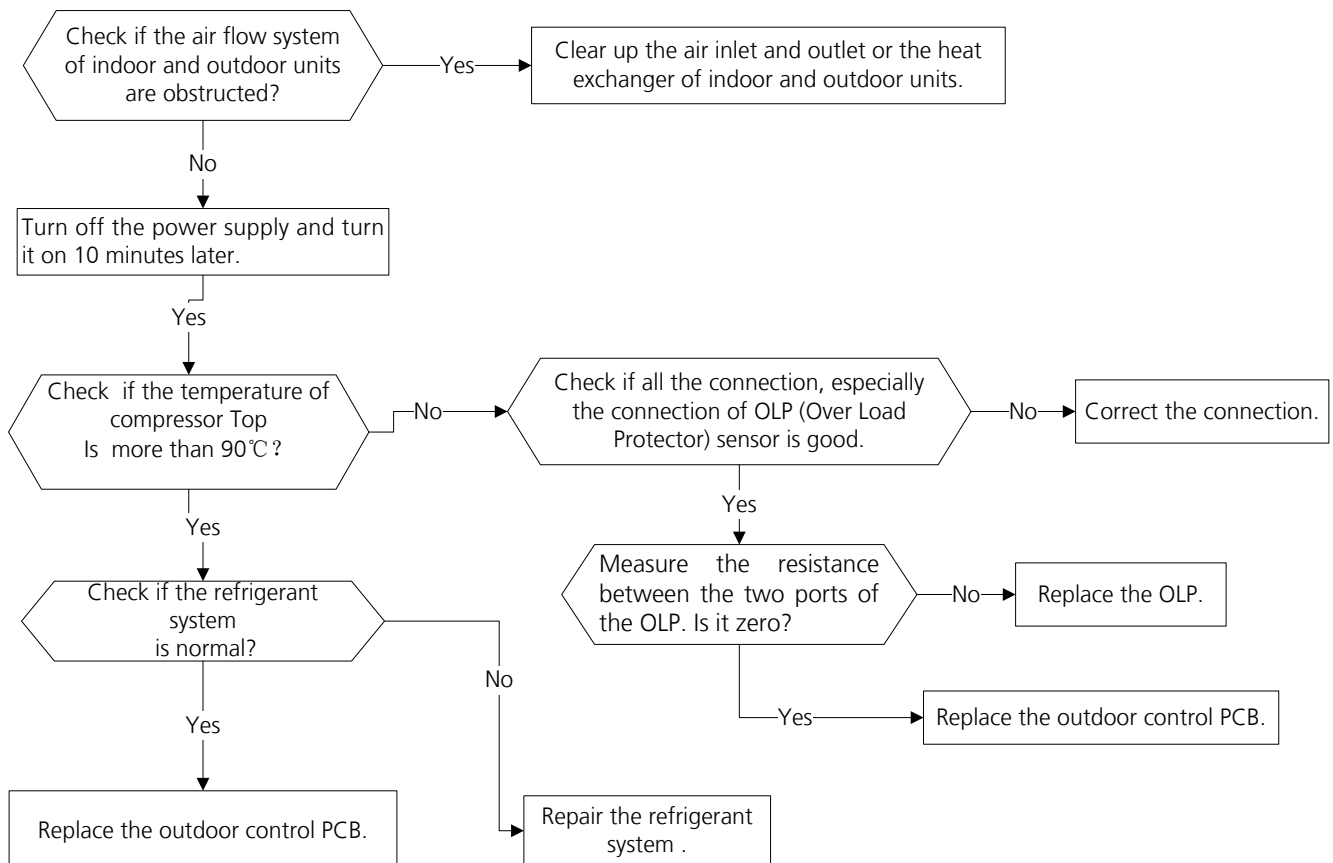 Check if the air flow system
of indoor and outdoor units
are obstructed?
Yes
Clear up the air inlet and outlet or the heat
exchanger of indoor and outdoor units.
No
Turn off the power supply and turn
it on 10 minutes later.
Yes
Check if the temperature of
compressor Top
Is more than 90℃?
No
Check if all the connection, especially
the connection of OLP (Over Load
Protector) sensor is good.
No
Correct the connection.
Yes
Yes
Measure the resistance
between the two ports of
the OLP. Is it zero?
No
Replace the OLP.
Check if the refrigerant
system
is normal?
No
Yes
Yes
Replace the outdoor control PCB.
Replace the outdoor control PCB.
Repair the refrigerant
system .